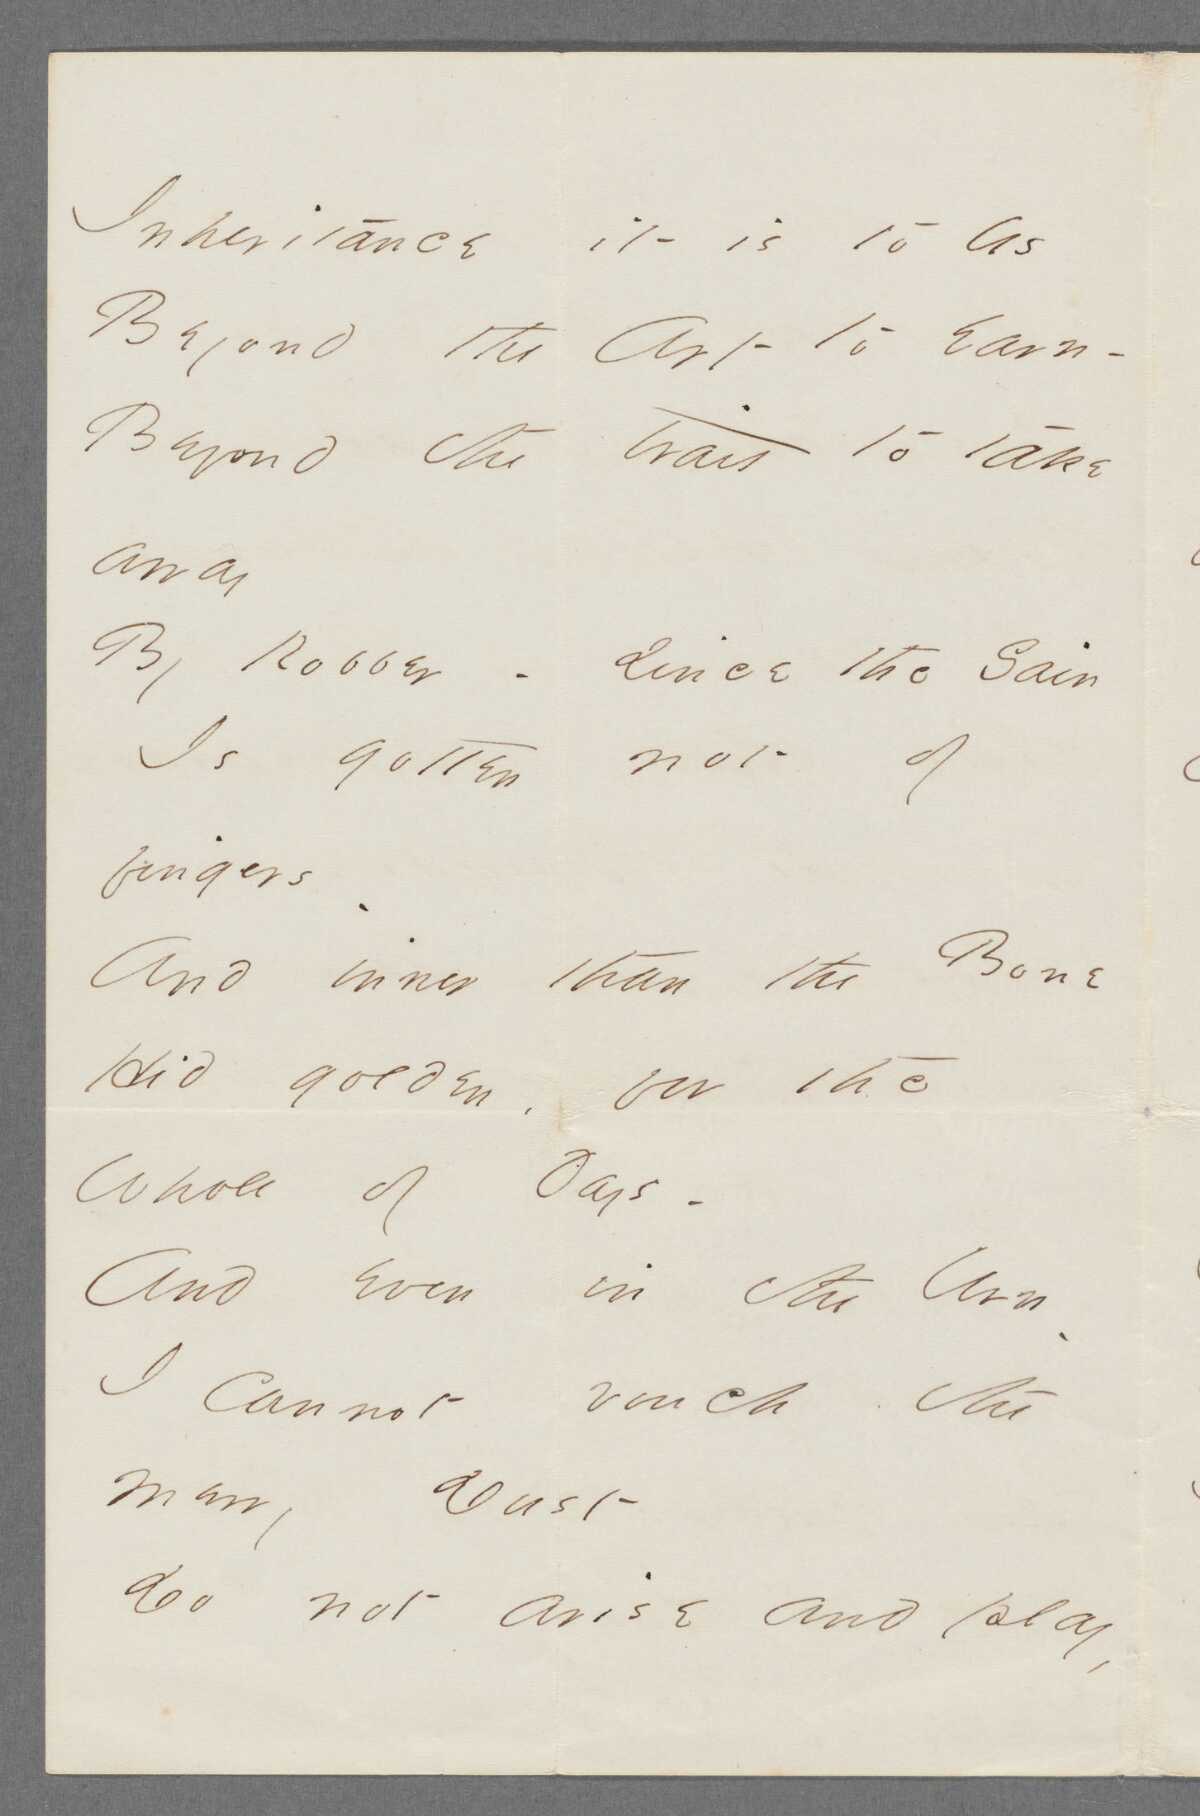 Inheritance it is to Us
Beyond the Art to Earn -
Beyond the trait to take
away
By Robber - Since the Gain
Is gotten not of
fingers,
And inner than the Bone
Hid golden, for the
Whole of Days -
And even in the Urn,
I cannot vouch the
merry Dust
Do not arise and play,